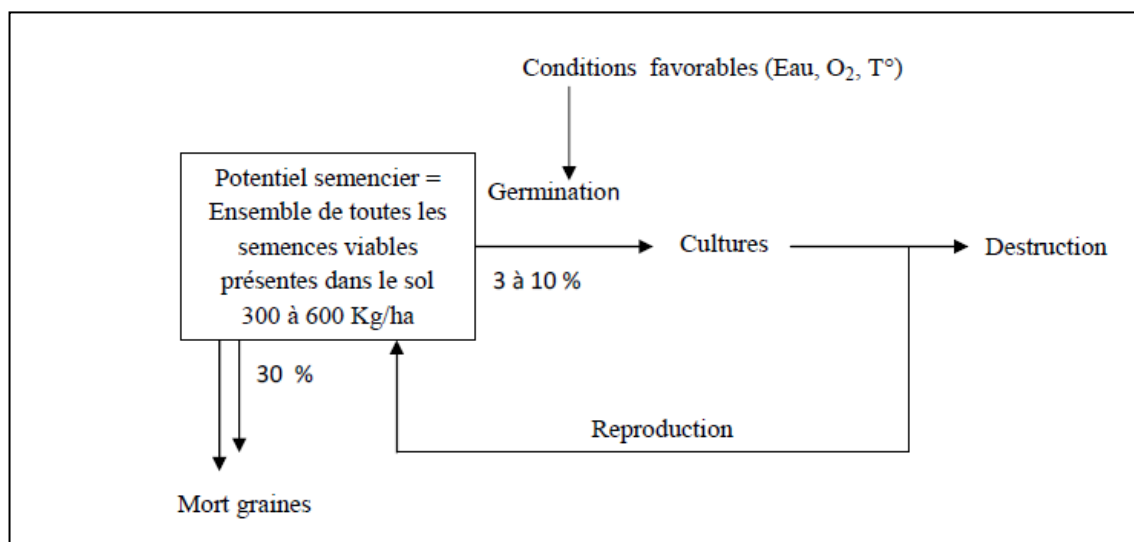 Conditions favorables (Eau, O₂, T°)
Potentiel semencier =
Ensemble de toutes les
semences viables
présentes dans le sol
300 à 600 Kg/ha
Germination
3 à 10 %
Cultures
Destruction
30 %
Reproduction
Mort graines